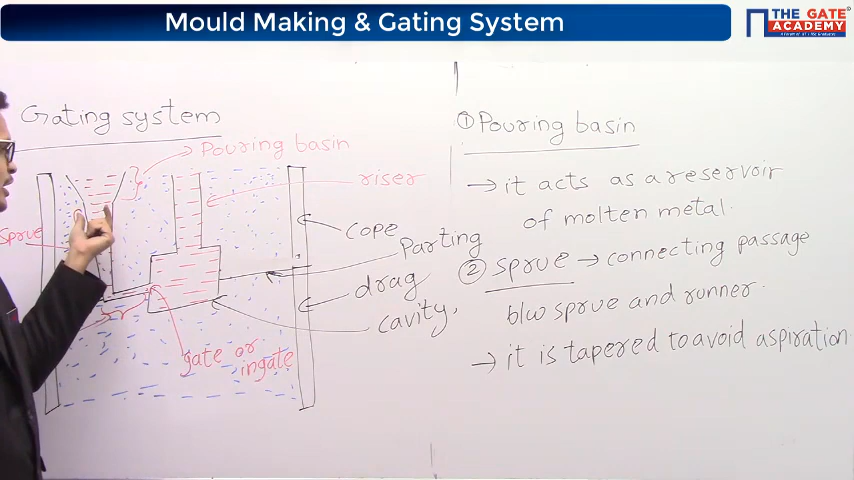 Mould Making & Gating System
THE GATE
ACADEMY
Gating system
Pouring basin
riser
Sprue
cope
Parting
drag
cavity.
gate or
ingate
① Pouring basin
→ it acts as a reservoir
of molten metal.
② sprue → connecting passage
b/w sprue and runner.
→ it is tapered to avoid aspiration